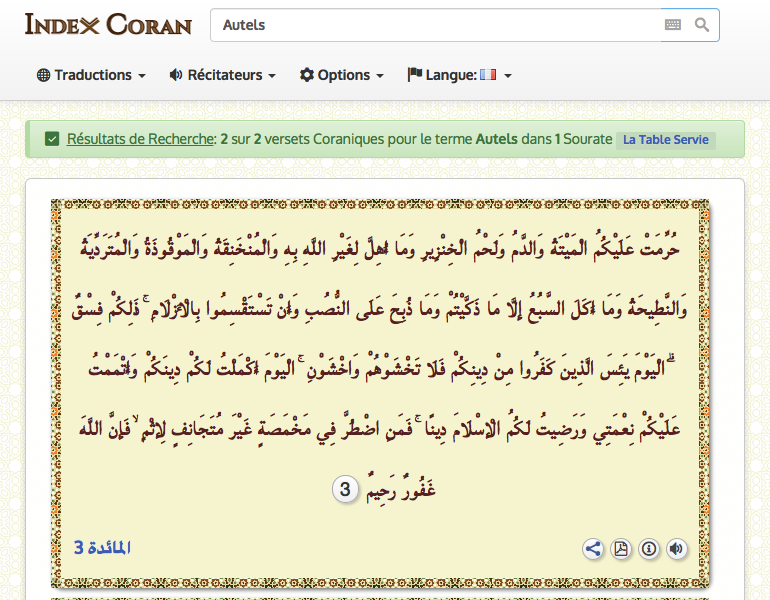 INDEX CORAN
Autels
Traductions Récitateurs Options Langue:
Résultats de Recherche: 2 sur 2 versets Coraniques pour le terme Autels dans 1 Sourate La Table Servie
حُرِّمَتْ عَلَيْكُمُ الْمَيْتَةُ وَالدَّمُ وَلَحْمُ الْخِنْزِيرِ وَمَا أُهِلَّ لِغَيْرِ اللَّهِ بِهِ وَالْمُنْخَنِقَةُ وَالْمَوْقُوذَةُ وَالْمُتَرَدِّيَةُ
وَالنَّطِيحَةُ وَمَا أَكَلَ السَّبُعُ إِلَّا مَا ذَكَّيْتُمْ وَمَا ذُبِحَ عَلَى النُّصُبِ وَأَنْ تَسْتَقْسِمُوا بِالْأَزْلَامِ ۚ ذَٰلِكُمْ فِسْقٌ
ۗ الْيَوْمَ يَئِسَ الَّذِينَ كَفَرُوا مِنْ دِينِكُمْ فَلَا تَخْشَوْهُمْ وَاخْشَوْنِ ۚ الْيَوْمَ أَكْمَلْتُ لَكُمْ دِينَكُمْ وَأَتْمَمْتُ
عَلَيْكُمْ نِعْمَتِي وَرَضِيتُ لَكُمُ الْإِسْلَامَ دِينًا ۚ فَمَنِ اضْطُرَّ فِي مَخْمَصَةٍ غَيْرَ مُتَجَانِفٍ لِإِثْمٍ ۙ فَإِنَّ اللَّهَ
غَفُورٌ رَحِيمٌ 3
المائدة 3